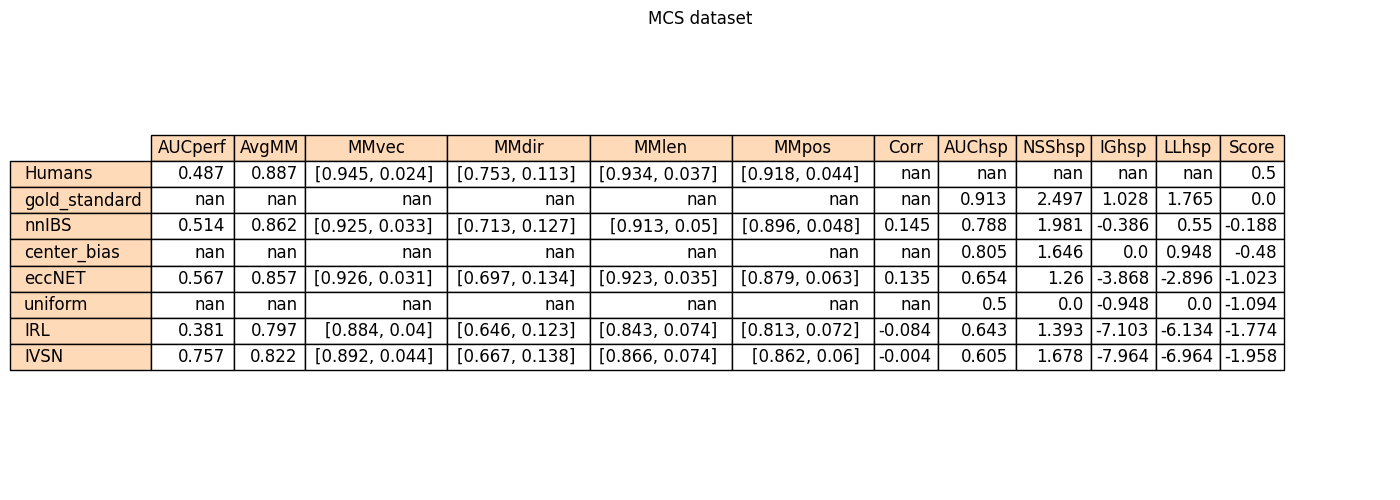 MCS dataset
AUCperf AvgMM MMvec MMdir MMlen MMpos Corr AUChsp NSShsp IGhsp LLhsp Score
Humans 0.487 0.887 [0.945, 0.024] [0.753, 0.113] [0.934, 0.037] [0.918, 0.044] nan nan nan nan nan 0.5
gold_standard nan nan nan nan nan nan nan 0.913 2.497 1.028 1.765 0.0
nnIBS 0.514 0.862 [0.925, 0.033] [0.713, 0.127] [0.913, 0.05] [0.896, 0.048] 0.145 0.788 1.981 -0.386 0.55 -0.188
center_bias nan nan nan nan nan nan nan 0.805 1.646 0.0 0.948 -0.48
eccNET 0.567 0.857 [0.926, 0.031] [0.697, 0.134] [0.923, 0.035] [0.879, 0.063] 0.135 0.654 1.26 -3.868 -2.896 -1.023
uniform nan nan nan nan nan nan nan 0.5 0.0 -0.948 0.0 -1.094
IRL 0.381 0.797 [0.884, 0.04] [0.646, 0.123] [0.843, 0.074] [0.813, 0.072] -0.084 0.643 1.393 -7.103 -6.134 -1.774
IVSN 0.757 0.822 [0.892, 0.044] [0.667, 0.138] [0.866, 0.074] [0.862, 0.06] -0.004 0.605 1.678 -7.964 -6.964 -1.958